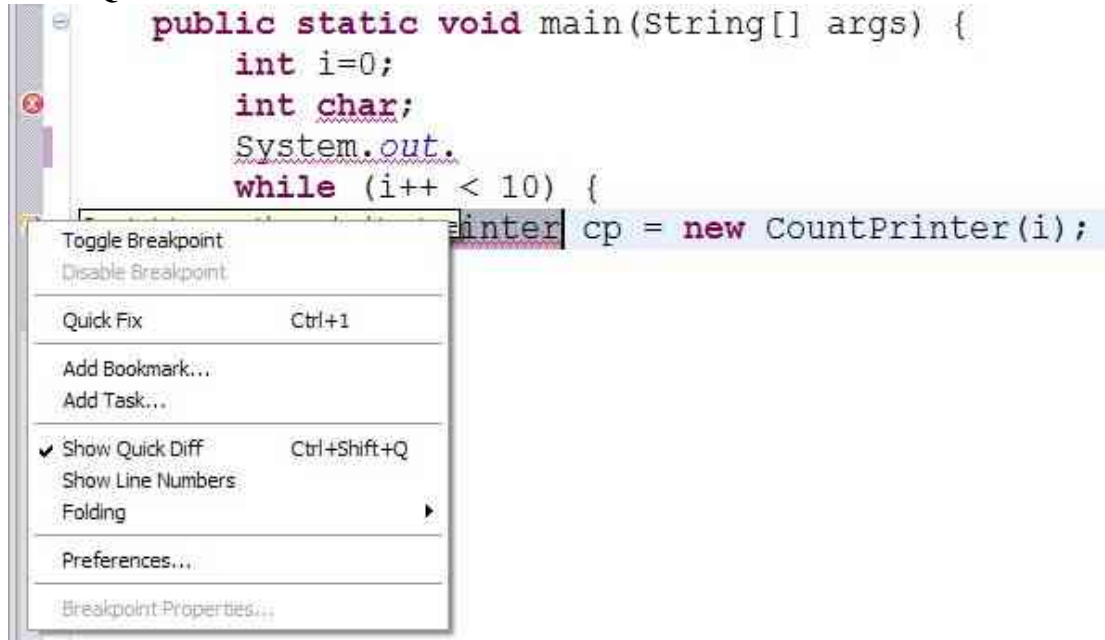 public static void main(String[] args) {
int i=0;
int char;
System.out.
while (i++ < 10) {
inter cp = new CountPrinter(i);
Toggle Breakpoint
Disable Breakpoint
Quick Fix Ctrl+1
Add Bookmark...
Add Task...
Show Quick Diff Ctrl+Shift+Q
Show Line Numbers
Folding
Preferences...
Breakpoint Properties...